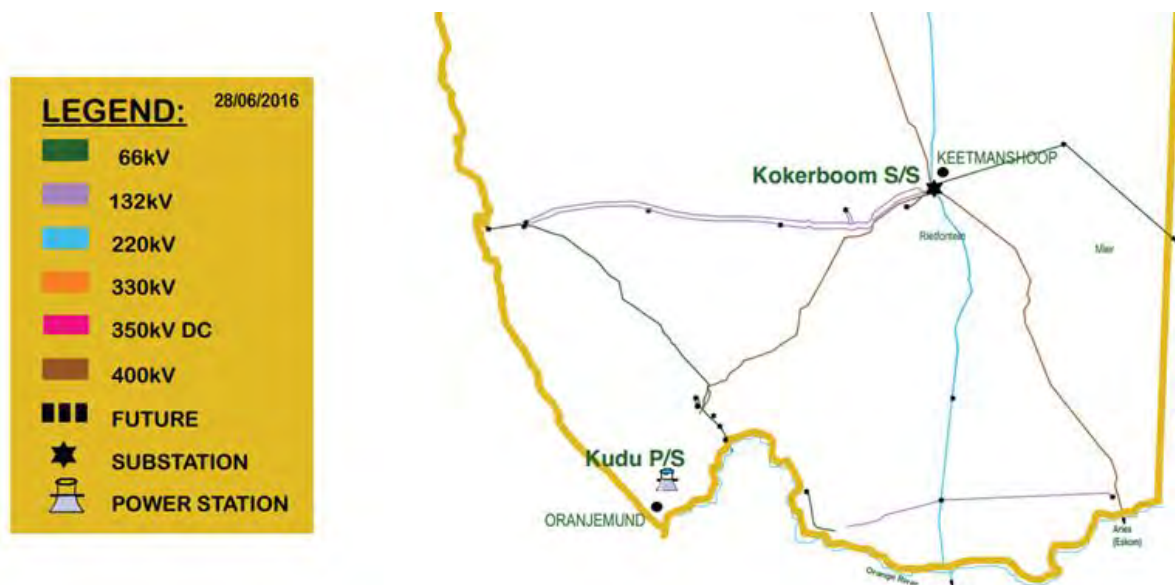 LEGEND:
28/06/2016
66kV
132kV
220kV
330kV
350kV DC
400kV
FUTURE
SUBSTATION
POWER STATION
KEETMANSHOOP
Kokerboom S/S
Rietfontein
Mier
Kudu P/S
ORANJEMUND
Aries
(Eskom)
Orange River